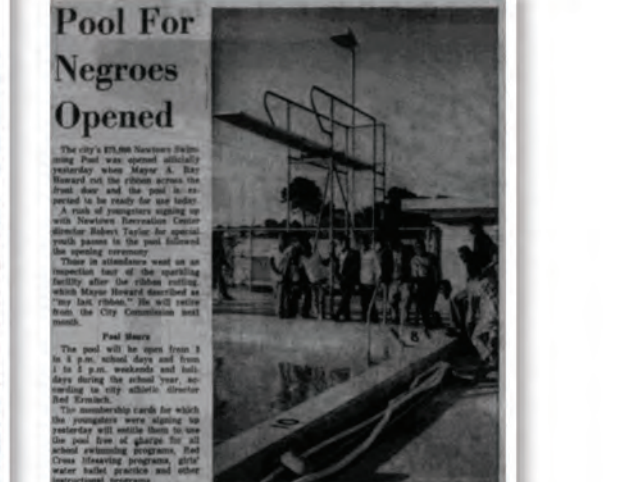 Pool For
Negroes
Opened
The city's $75,000 Newtown Swim-
ming Pool was opened officially
yesterday when Mayor A. Ray
Howard cut the ribbon across the
front door and the pool is ex-
pected to be ready for use today.
A rush of youngsters signing up
with Newtown Recreation Center
director Robert Taylor for special
youth passes to the pool followed
the opening ceremony
Those in attendance went on an
inspection tour of the sparkling
facility after the ribbon cutting,
which Mayor Howard described as
"my last ribbon." He will retire
from the City Commission next
month.
Pool Hours
The pool will be open from 3
to 5 p.m. school days and from
1 to 5 p.m. weekends and holi-
days during the school year, ac-
cording to city athletic director
Red Ermisch.
The membership cards for which
the youngsters were signing up
yesterday will entitle them to use
the pool free of charge for all
school swimming programs, Red
Cross lifesaving programs, girls'
water ballet practice and other
instructional programs
8